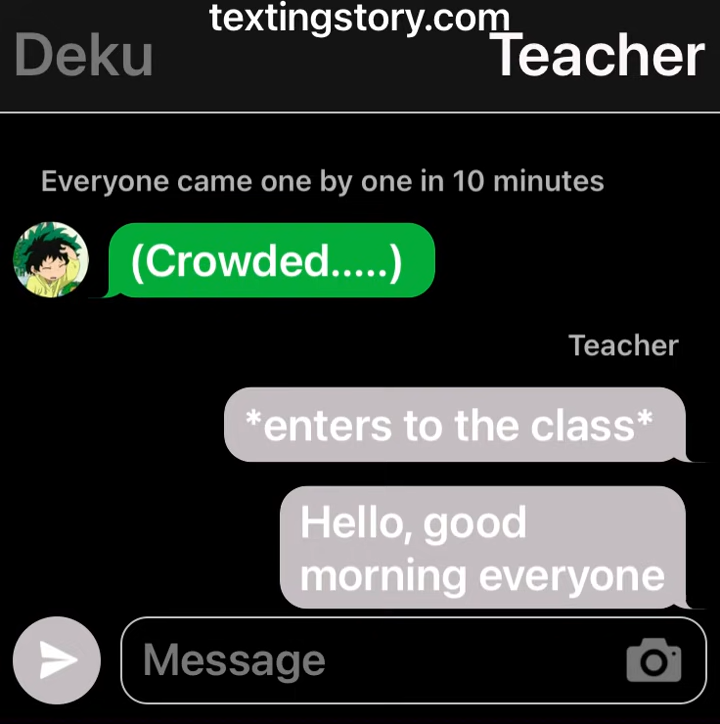 textingstory.com
Deku Teacher
Everyone came one by one in 10 minutes
(Crowded.....)
Teacher
*enters to the class*
Hello, good
morning everyone
Message